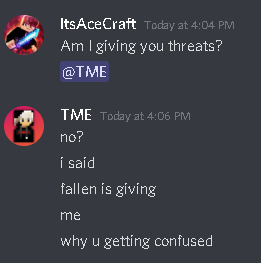 ItsAceCraft Today at 4:04 PM
Am I giving you threats?
@TME
TME Today at 4:06 PM
no?
i said
fallen is giving
me
why u getting confused